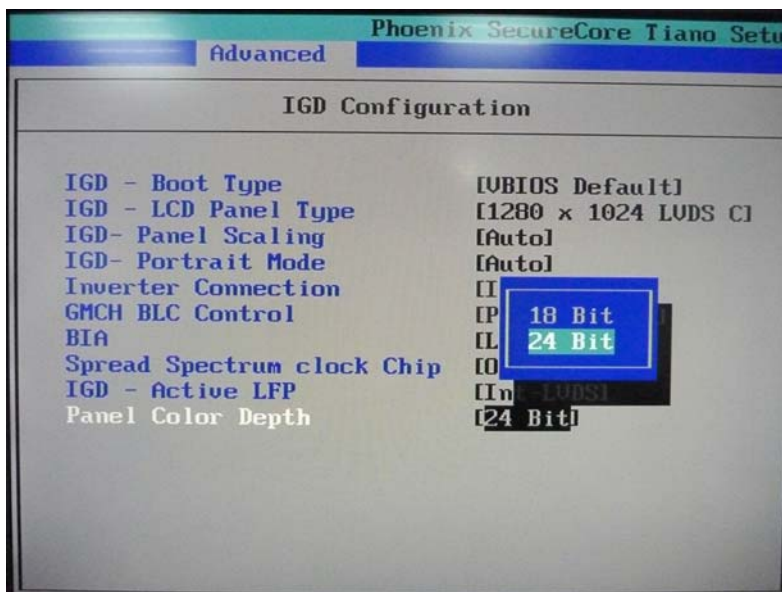 Phoenix SecureCore Tiano Setu
Advanced
IGD Configuration
IGD - Boot Type [VBIOS Default]
IGD - LCD Panel Type [1280 x 1024 LVDS C]
IGD- Panel Scaling [Auto]
IGD- Portrait Mode [Auto]
Inverter Connection [I
GMCH BLC Control [P
18 Bit
BIA [L
24 Bit
Spread Spectrum clock Chip [O
IGD - Active LFP [Int-LVDS]
Panel Color Depth [24 Bit]